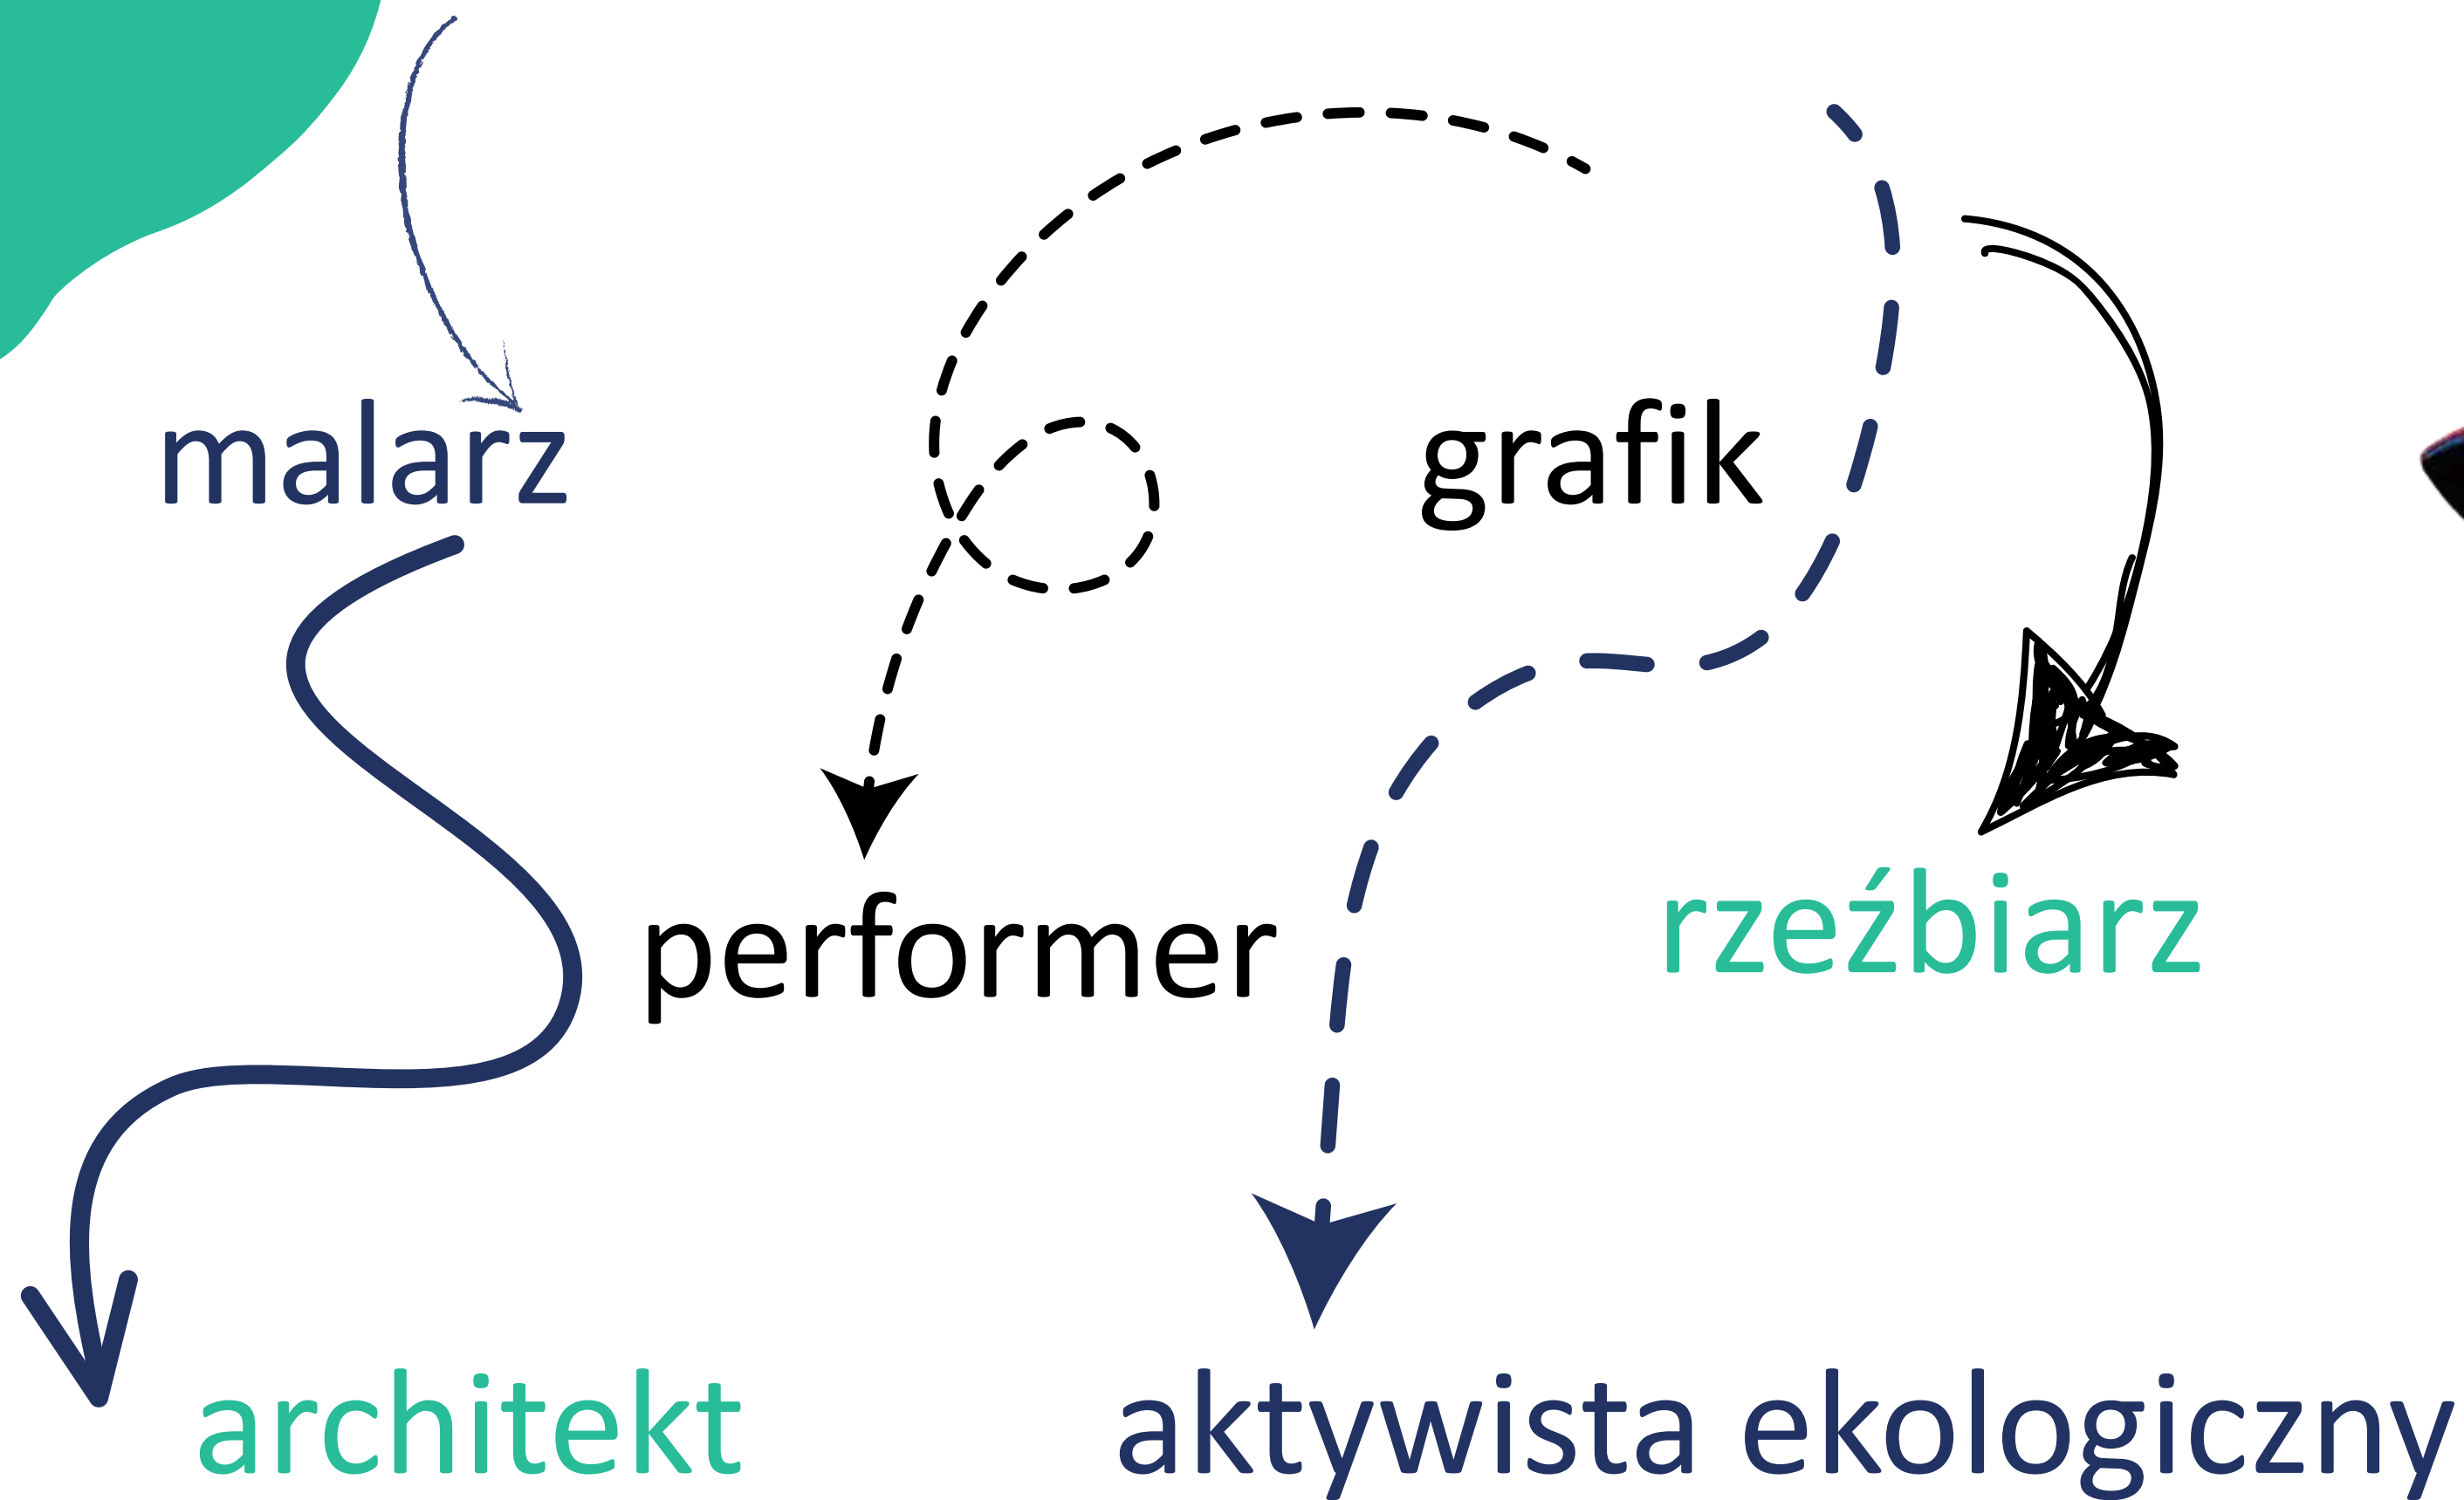 malarz
grafik
performer
rzeźbiarz
architekt
aktywista ekologiczny